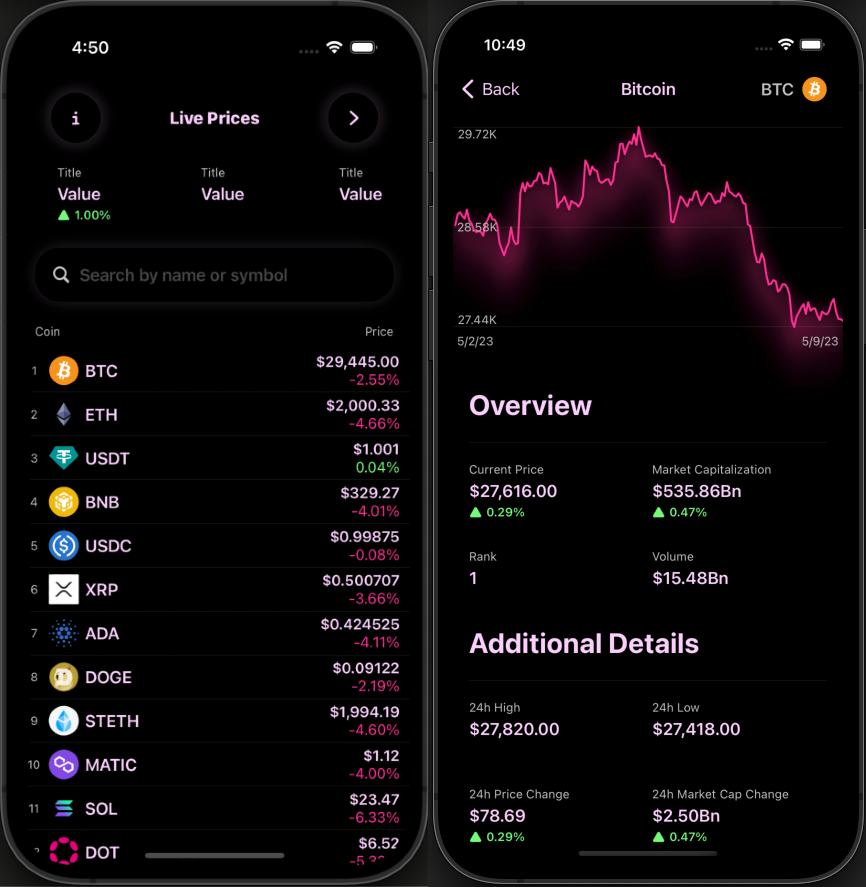 4:50
i
Live Prices
Title Title Title
Value Value Value
1.00%
Search by name or symbol
Coin Price
1 BTC $29,445.00
-2.55%
2 ETH $2,000.33
-4.66%
3 USDT $1.001
0.04%
4 BNB $329.27
-4.01%
5 USDC $0.99875
-0.08%
6 XRP $0.500707
-3.66%
7 ADA $0.424525
-4.11%
8 DOGE $0.09122
-2.19%
9 STETH $1,994.19
-4.60%
10 MATIC $1.12
-4.00%
11 SOL $23.47
-6.33%
DOT $6.52
10:49
Back Bitcoin BTC
29.72K
28.58K
27.44K
5/2/23 5/9/23
Overview
Current Price Market Capitalization
$27,616.00 $535.86Bn
0.29% 0.47%
Rank Volume
1 $15.48Bn
Additional Details
24h High 24h Low
$27,820.00 $27,418.00
24h Price Change 24h Market Cap Change
$78.69 $2.50Bn
0.29% 0.47%